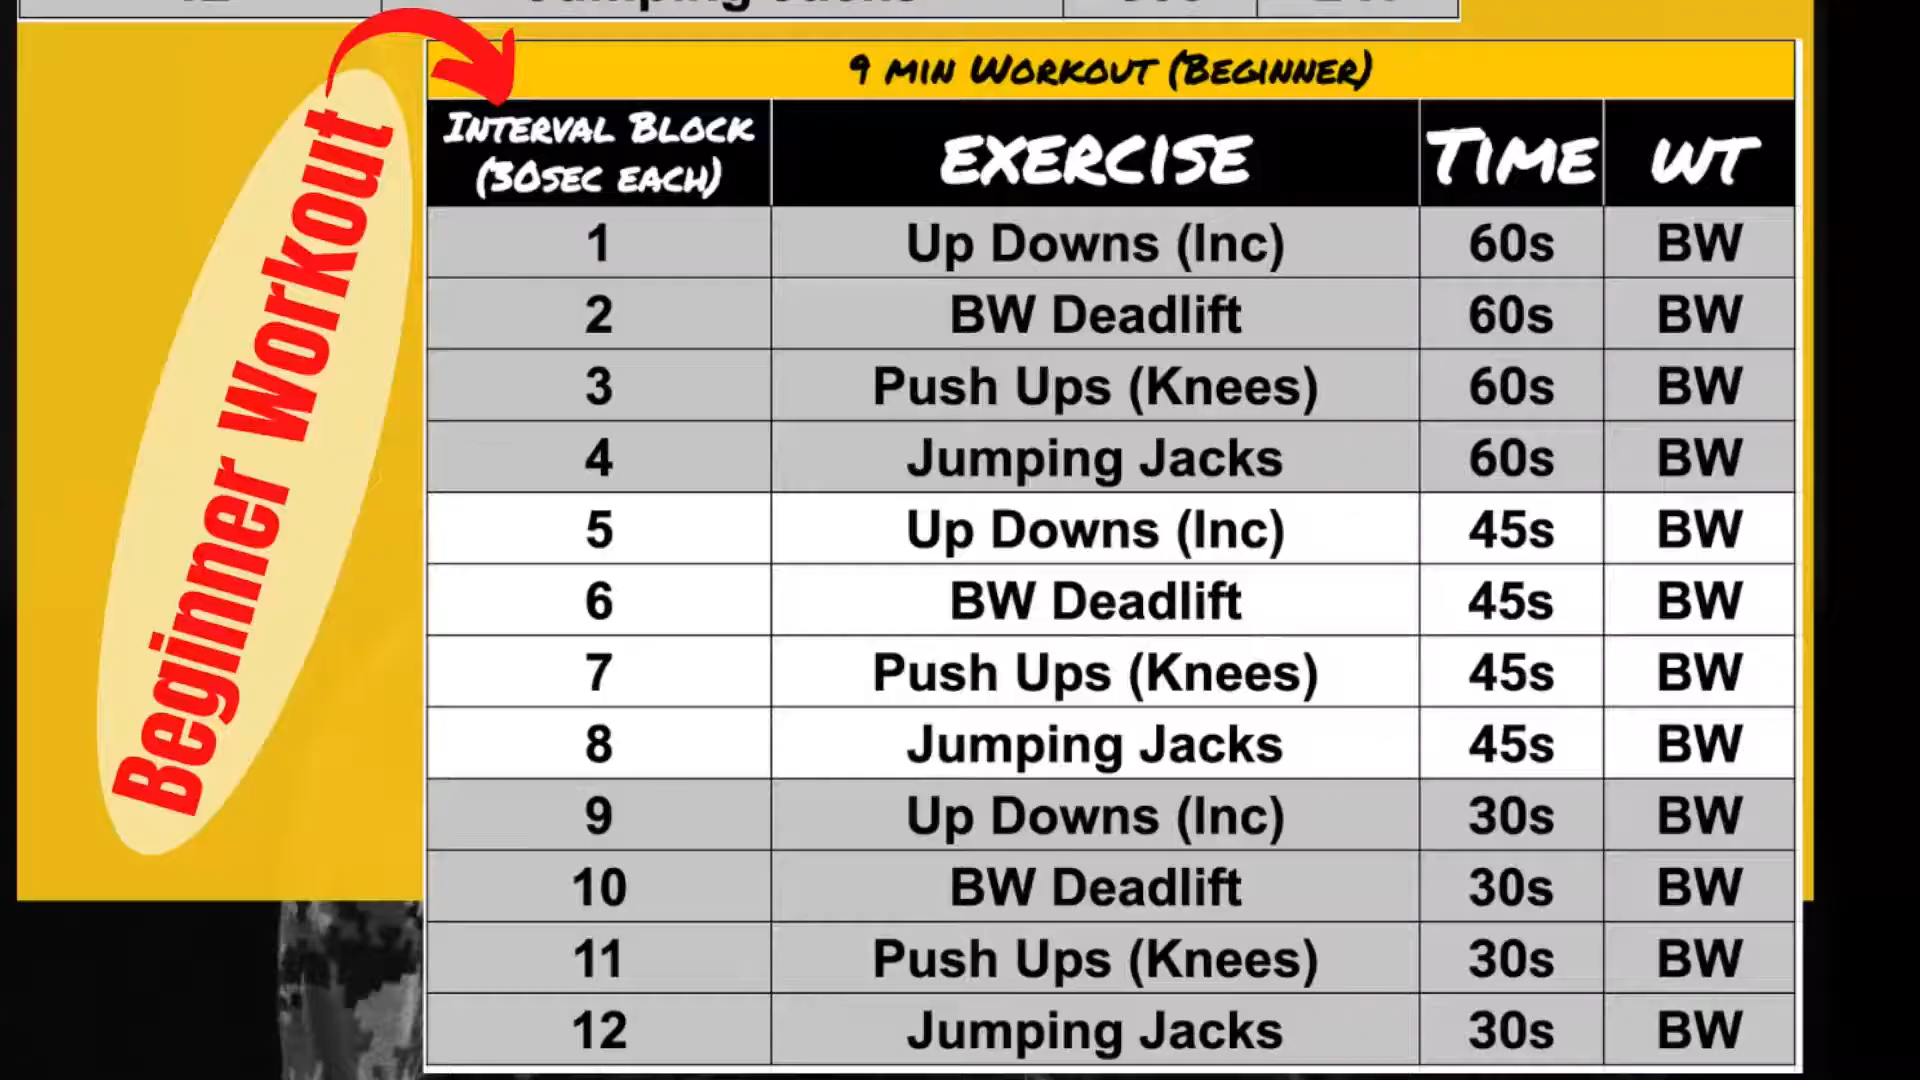 Jumping Jacks
Beginner Workout
9 MIN WORKOUT (BEGINNER)
INTERVAL BLOCK
(30SEC EACH)
EXERCISE
TIME
WT
1 Up Downs (Inc) 60s BW
2 BW Deadlift 60s BW
3 Push Ups (Knees) 60s BW
4 Jumping Jacks 60s BW
5 Up Downs (Inc) 45s BW
6 BW Deadlift 45s BW
7 Push Ups (Knees) 45s BW
8 Jumping Jacks 45s BW
9 Up Downs (Inc) 30s BW
10 BW Deadlift 30s BW
11 Push Ups (Knees) 30s BW
12 Jumping Jacks 30s BW